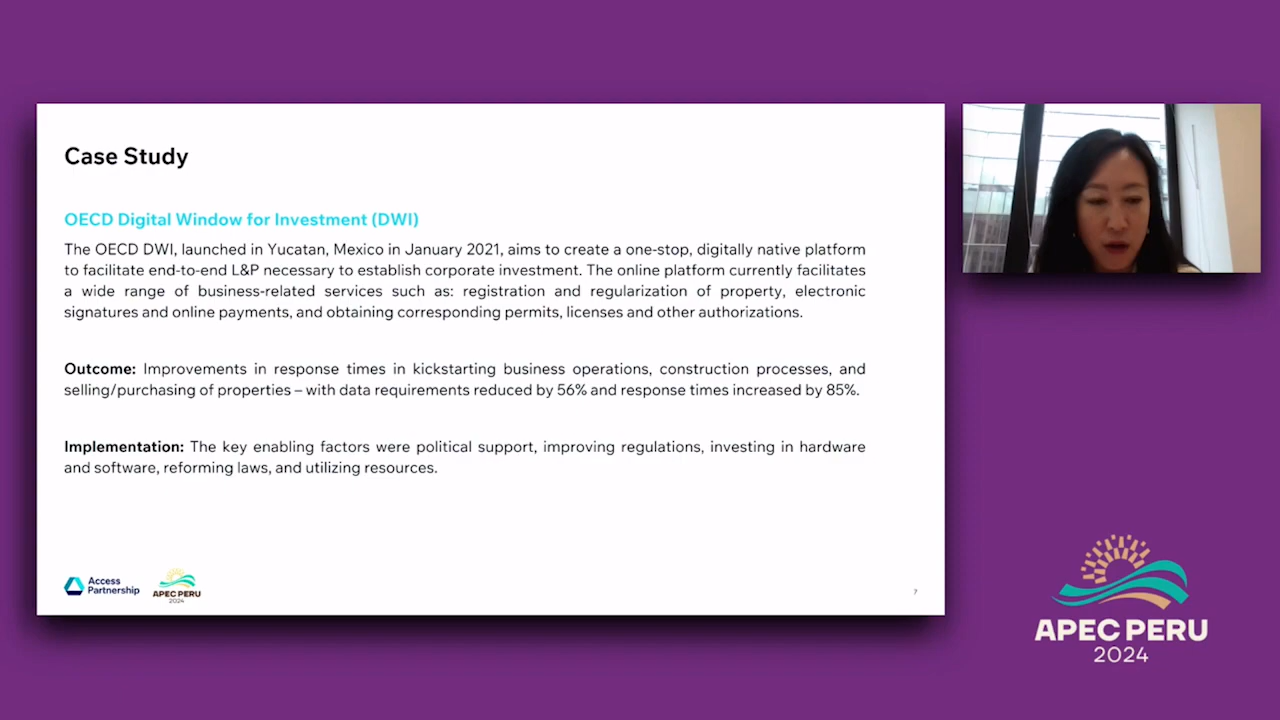 Case Study
OECD Digital Window for Investment (DWI)
The OECD DWI, launched in Yucatan, Mexico in January 2021, aims to create a one-stop, digitally native platform
to facilitate end-to-end L&P necessary to establish corporate investment. The online platform currently facilitates
a wide range of business-related services such as: registration and regularization of property, electronic
signatures and online payments, and obtaining corresponding permits, licenses and other authorizations.
Outcome: Improvements in response times in kickstarting business operations, construction processes, and
selling/purchasing of properties – with data requirements reduced by 56% and response times increased by 85%.
Implementation: The key enabling factors were political support, improving regulations, investing in hardware
and software, reforming laws, and utilizing resources.
Access
Partnership
APEC PERU
2024
7
APEC PERU
2024